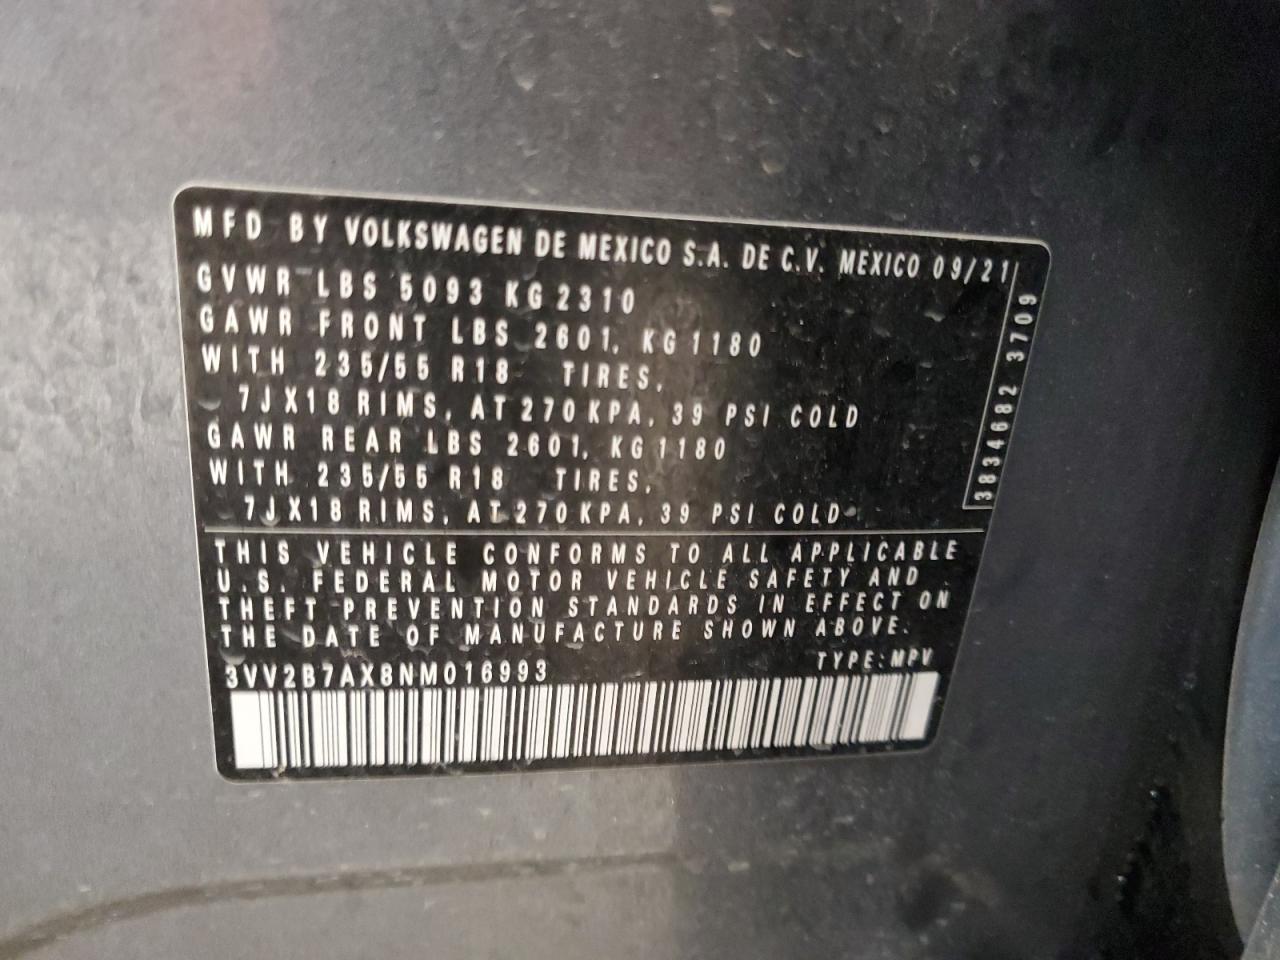 MFD BY VOLKSWAGEN DE MEXICO S.A. DE C.V. MEXICO 09/21
GVWR LBS 5093 KG 2310
GAWR FRONT LBS 2601, KG 1180
WITH 235/55 R18 TIRES,
7JX18 RIMS, AT 270 KPA, 39 PSI COLD
GAWR REAR LBS 2601, KG 1180
WITH 235/55 R18 TIRES,
7JX18 RIMS, AT 270 KPA, 39 PSI COLD
3834682 3709
THIS VEHICLE CONFORMS TO ALL APPLICABLE
U.S. FEDERAL MOTOR VEHICLE SAFETY AND
THEFT PREVENTION STANDARDS IN EFFECT ON
THE DATE OF MANUFACTURE SHOWN ABOVE.
3VV2B7AX8NM016993 TYPE:MPV